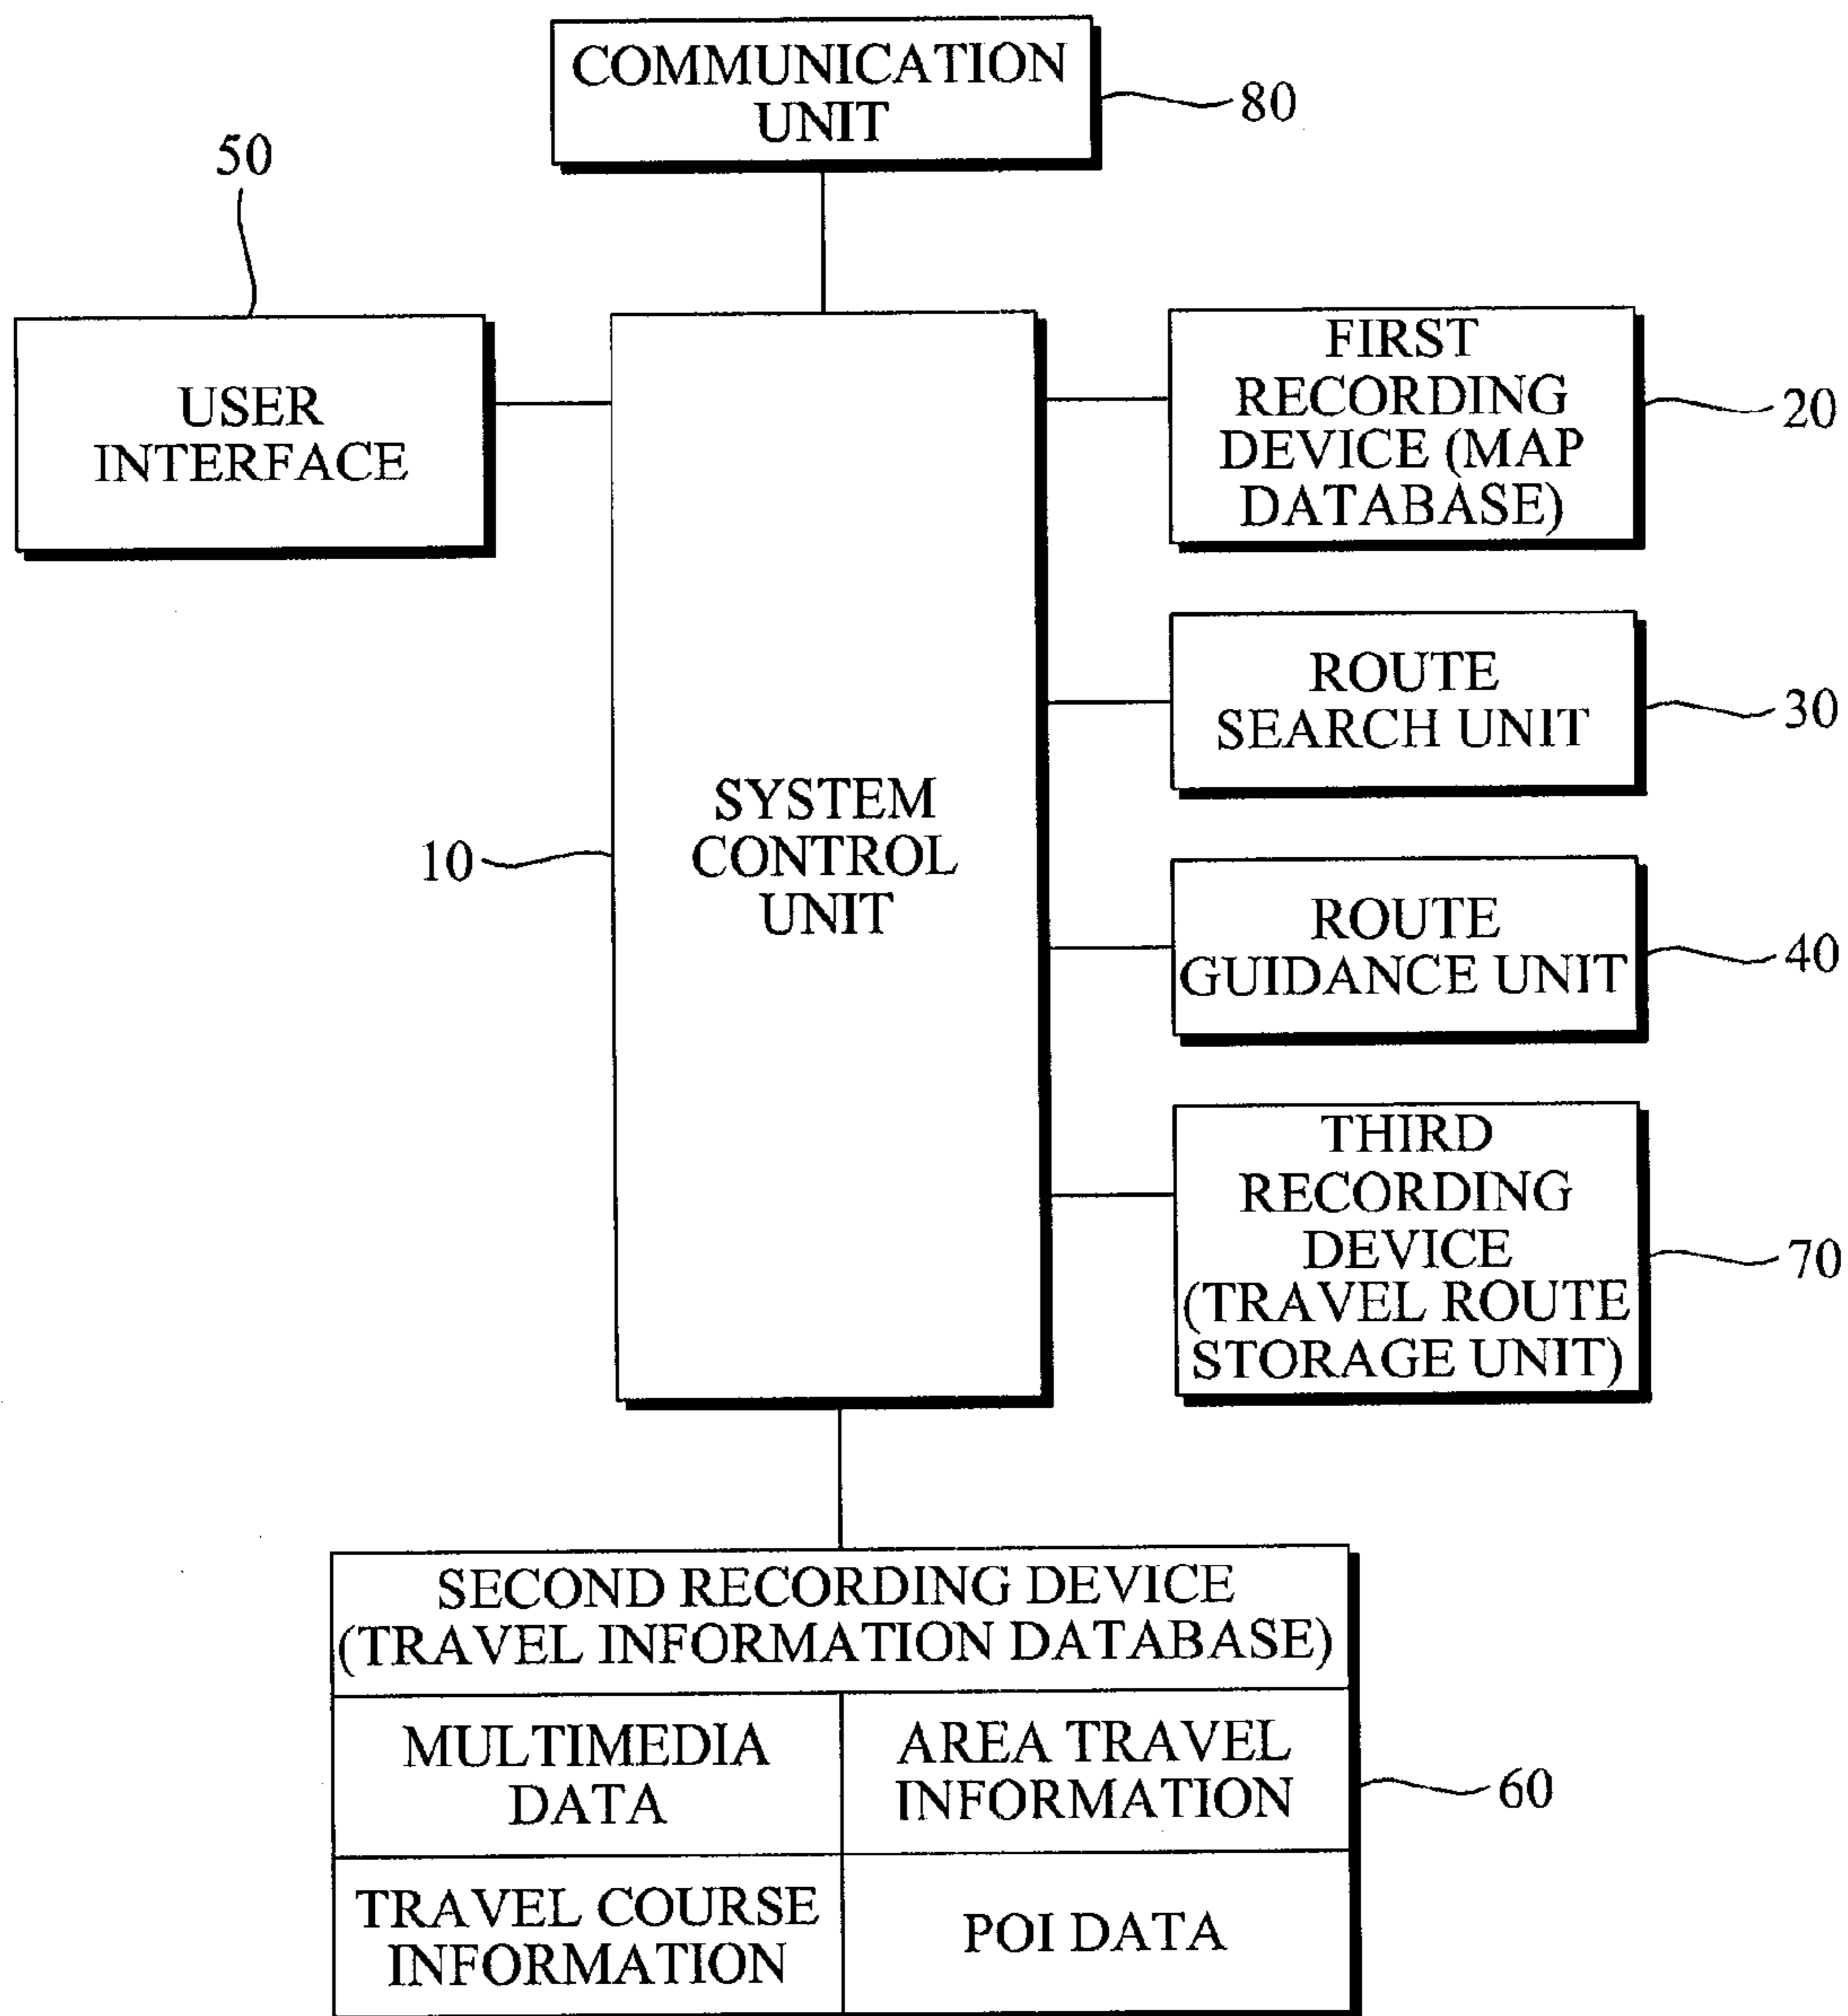 COMMUNICATION
UNIT
80
50
USER
INTERFACE
FIRST
RECORDING
DEVICE (MAP
DATABASE)
20
ROUTE
SEARCH UNIT
30
SYSTEM
CONTROL
UNIT
10
ROUTE
GUIDANCE UNIT
40
THIRD
RECORDING
DEVICE
(TRAVEL ROUTE
STORAGE UNIT)
70
SECOND RECORDING DEVICE
(TRAVEL INFORMATION DATABASE)
MULTIMEDIA
DATA
AREA TRAVEL
INFORMATION
60
TRAVEL COURSE
INFORMATION
POI DATA